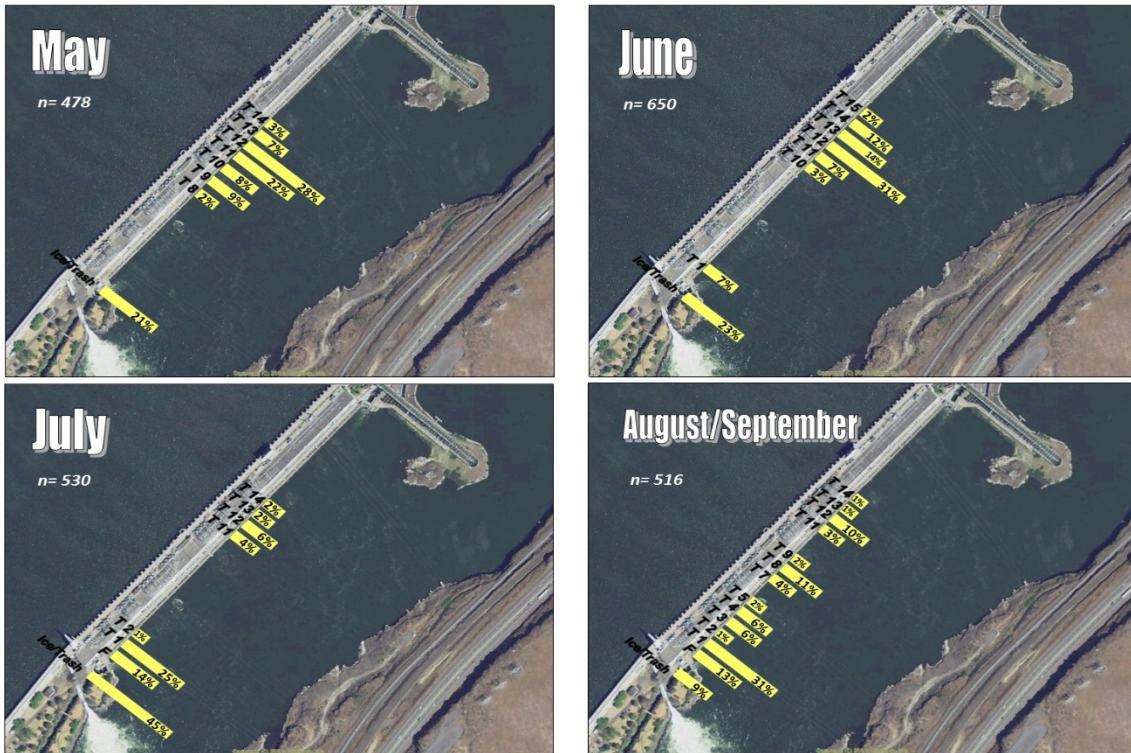 May
n= 478
T 14 3%
T 13 7%
T 12 28%
T 11 22%
T 10 8%
T 9 9%
T 8 2%
Ice/Trash 21%
June
n= 650
T15 2%
T 14 12%
T 13 14%
T 12 31%
T 11 7%
T 10 3%
T 1 7%
Ice/Trash 23%
July
n= 530
T 14 2%
T 13 2%
T 12 6%
T 11 4%
T 2 1%
T 1 25%
F 14%
Ice/Trash 45%
August/September
n= 516
T 14 1%
T 13 1%
T 12 10%
T 11 3%
T 9 2%
T 8 11%
T 7 4%
T 5 2%
T 4 6%
T 3 6%
T 2 1%
31%
F 13%
Ice/Trash 9%